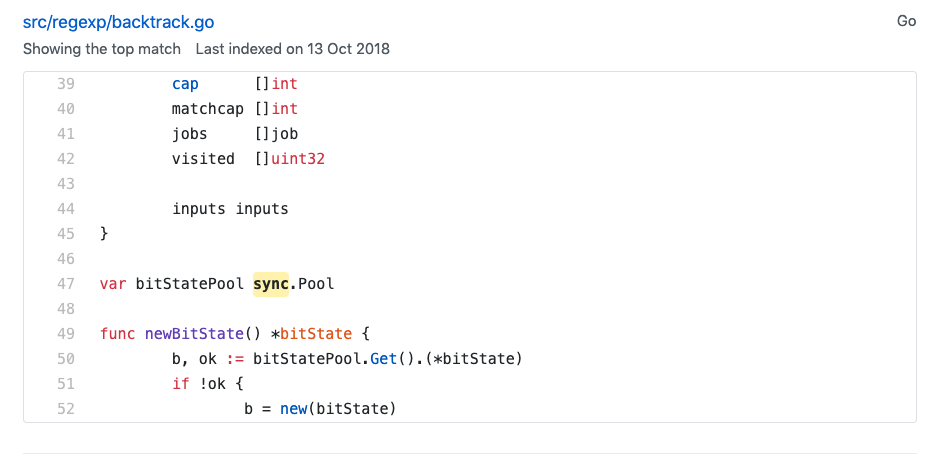 src/regexp/backtrack.go Go
Showing the top match Last indexed on 13 Oct 2018
39 cap []int
40 matchcap []int
41 jobs []job
42 visited []uint32
43
44 inputs inputs
45 }
46
47 var bitStatePool sync.Pool
48
49 func newBitState() *bitState {
50 b, ok := bitStatePool.Get().(*bitState)
51 if !ok {
52 b = new(bitState)